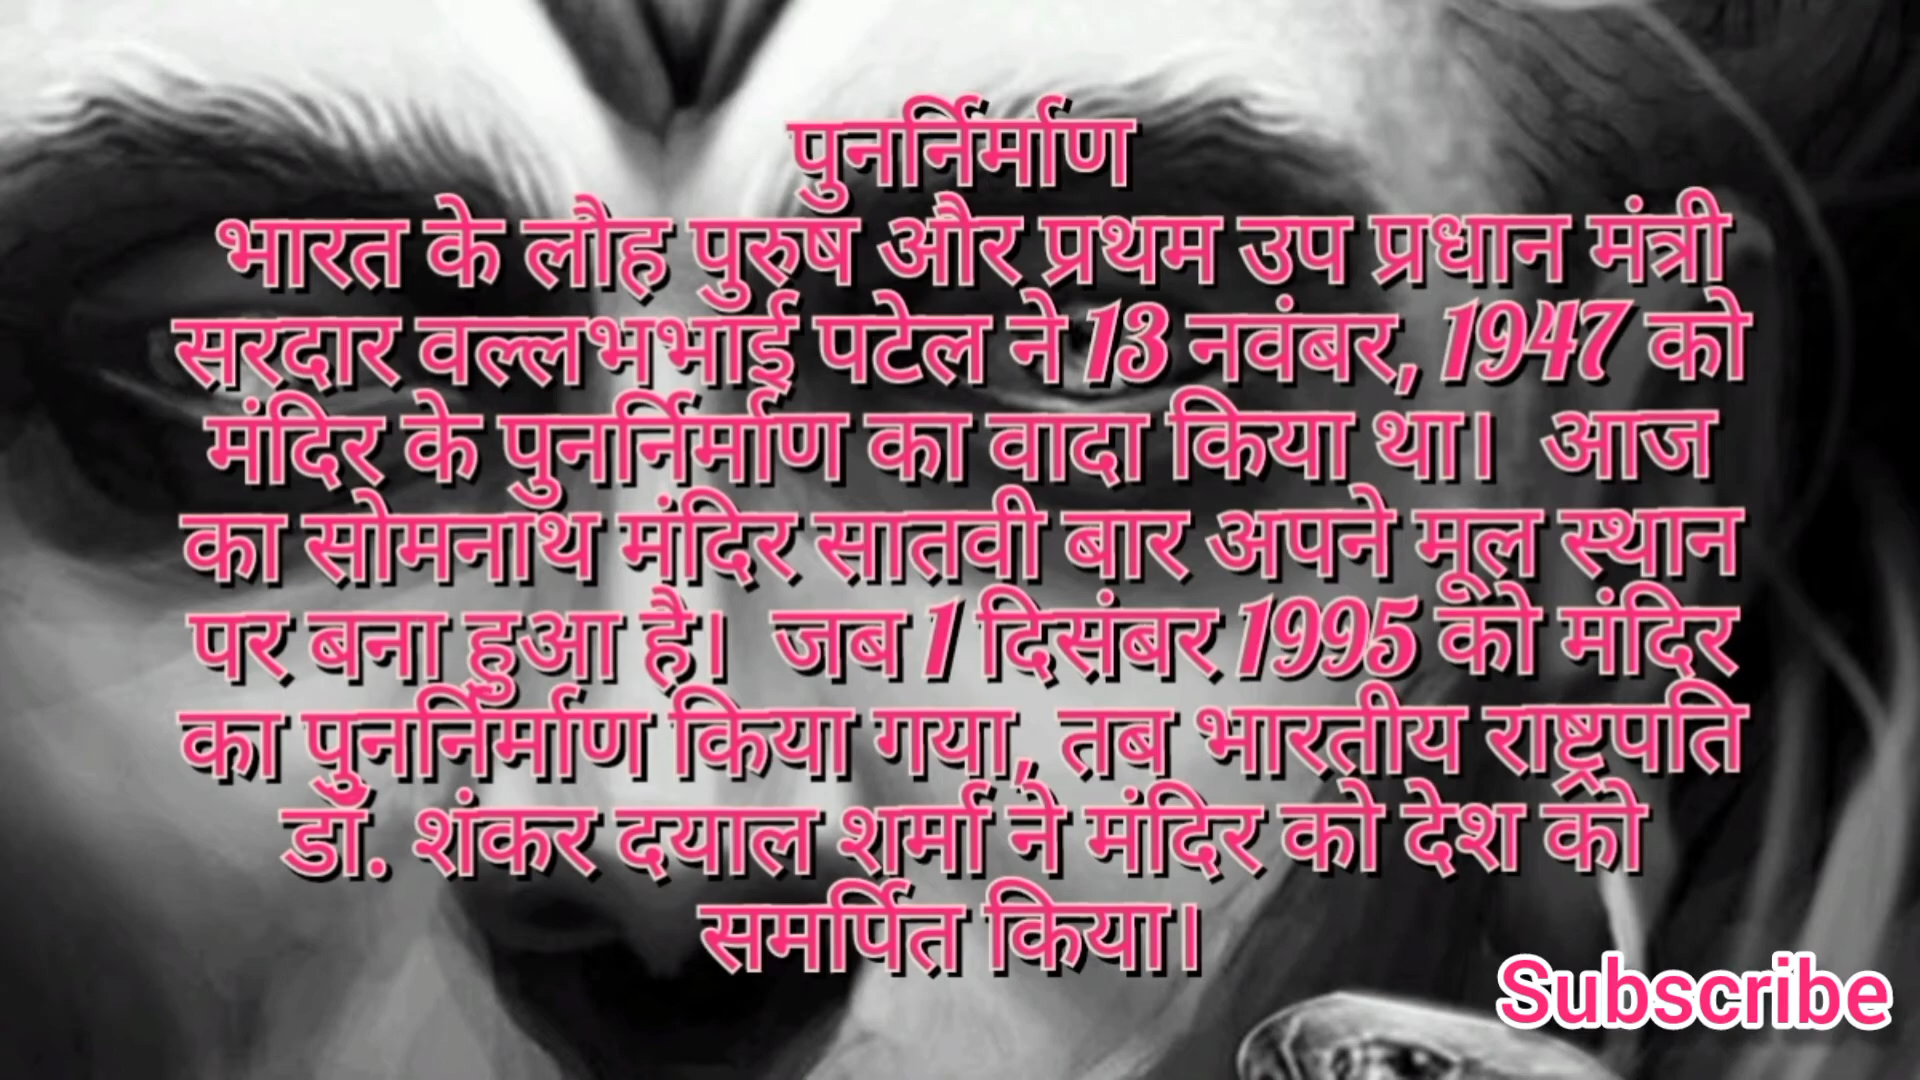 पुनर्निर्माण
भारत के लौह पुरुष और प्रथम उप प्रधान मंत्री
सरदार वल्लभभाई पटेल ने 13 नवंबर, 1947 को
मंदिर के पुनर्निर्माण का वादा किया था। आज
का सोमनाथ मंदिर सातवी बार अपने मूल स्थान
पर बना हुआ है। जब 1 दिसंबर 1995 को मंदिर
का पुनर्निर्माण किया गया, तब भारतीय राष्ट्रपति
डॉ. शंकर दयाल शर्मा ने मंदिर को देश को
समर्पित किया।
Subscribe